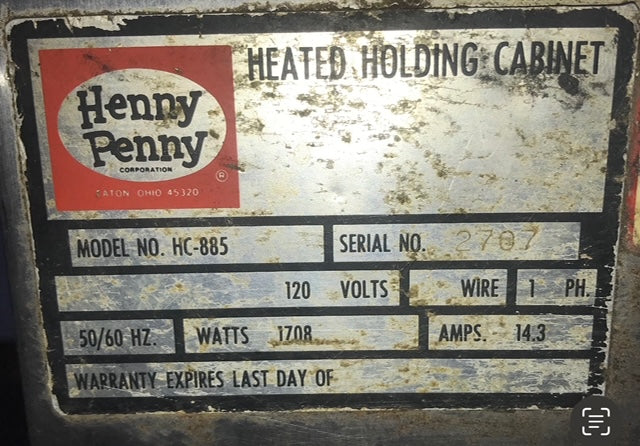 HEATED HOLDING CABINET
Henny
Penny
CORPORATION
®
EATON OHIO 45320
MODEL NO. HC-885
SERIAL NO. 2707
120 VOLTS
WIRE
1 PH.
50/60 HZ.
WATTS 1708
AMPS. 14.3
WARRANTY EXPIRES LAST DAY OF